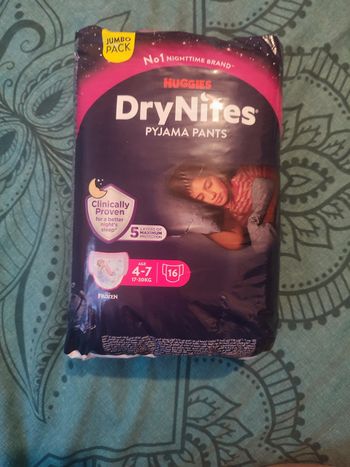 JUMBO
PACK
No1 NIGHTTIME BRAND*
HUGGIES
DryNites®
PYJAMA PANTS
Clinically
Proven
for a better
night's
sleep*
5 LAYERS OF
MAXIMUM
PROTECTION
AGE
4-7
17-30KG
16
FROZEN